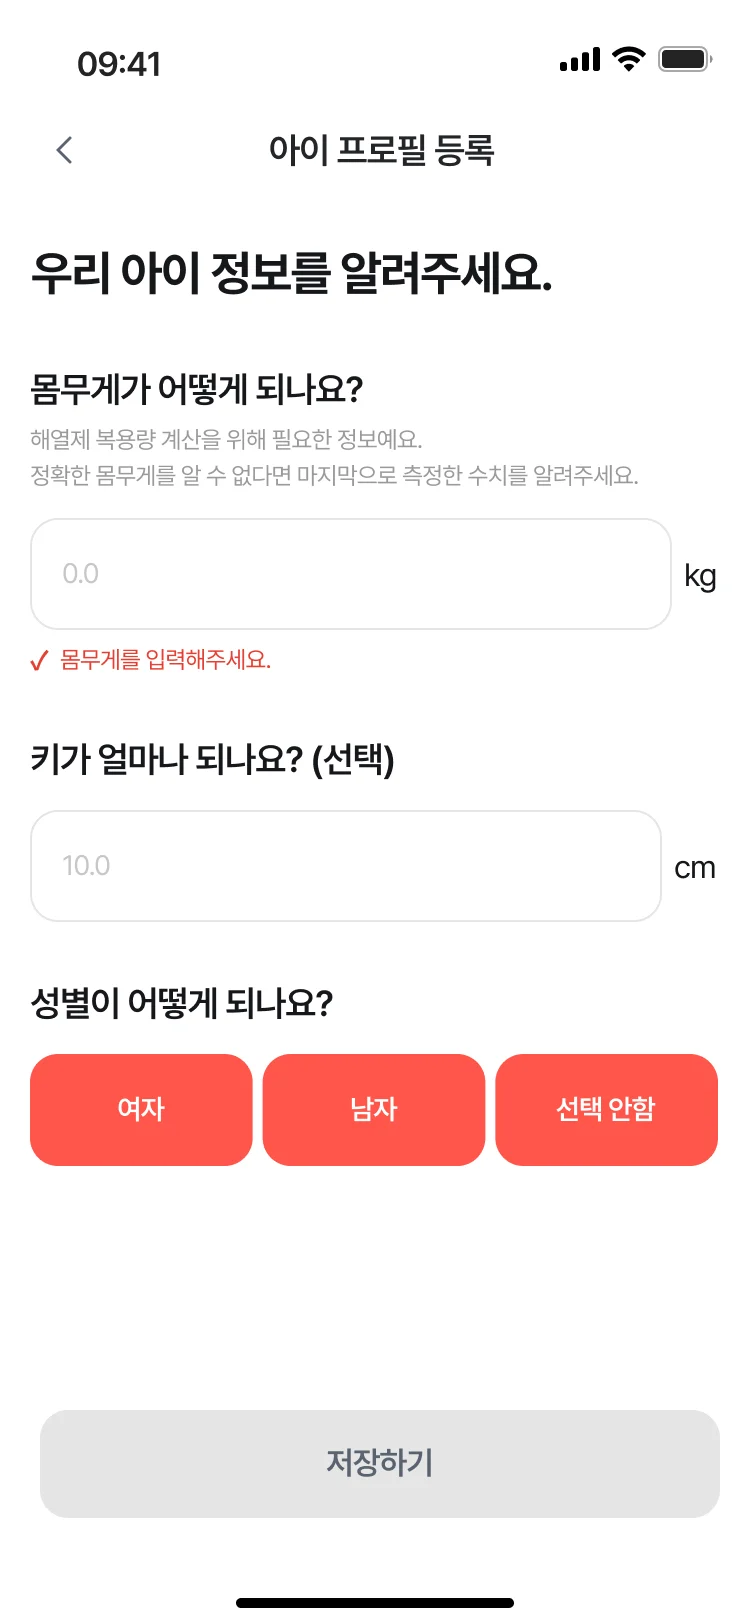 09:41
아이 프로필 등록
우리 아이 정보를 알려주세요.
몸무게가 어떻게 되나요?
해열제 복용량 계산을 위해 필요한 정보예요.
정확한 몸무게를 알 수 없다면 마지막으로 측정한 수치를 알려주세요.
0.0 kg
✓ 몸무게를 입력해주세요.
키가 얼마나 되나요? (선택)
10.0 cm
성별이 어떻게 되나요?
여자 남자 선택 안함
저장하기